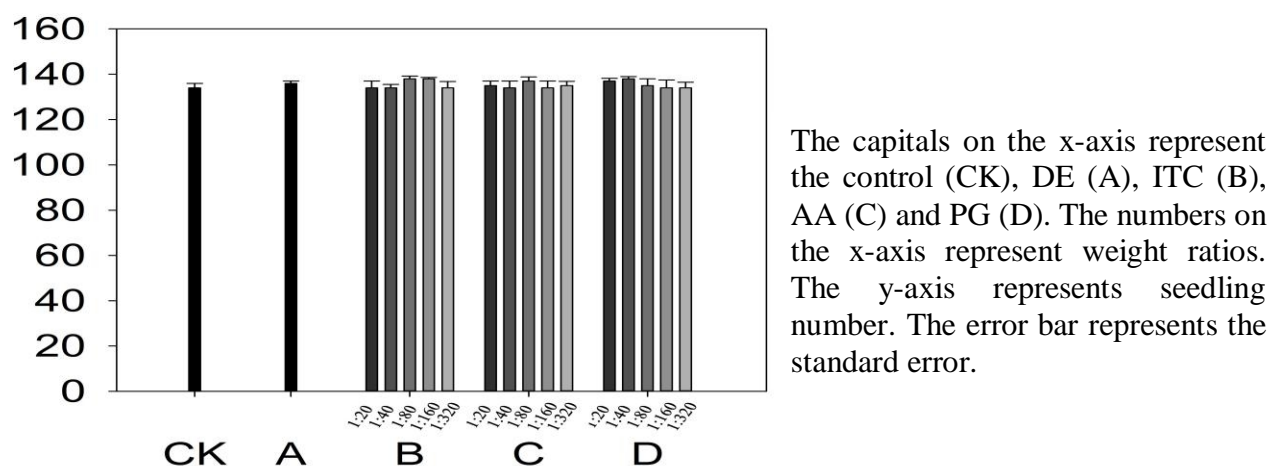 160
140
120
100
80
60
40
20
0
1:20 1:40 1:80 1:160 1:320 1:20 1:40 1:80 1:160 1:320 1:20 1:40 1:80 1:160 1:320
CK A B C D
The capitals on the x-axis represent
the control (CK), DE (A), ITC (B),
AA (C) and PG (D). The numbers on
the x-axis represent weight ratios.
The y-axis represents seedling
number. The error bar represents the
standard error.